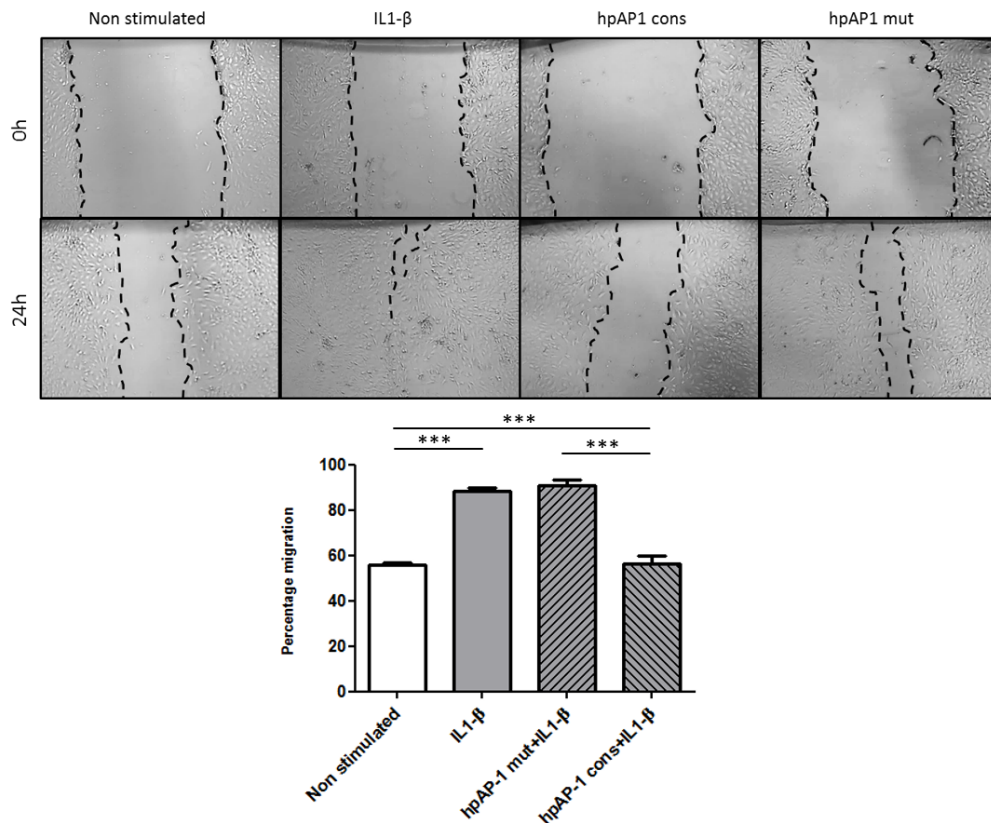 Non stimulated IL1-β hpAP1 cons hpAP1 mut
0h
24h
***
*** ***
Percentage migration
100
80
60
40
20
0
Non stimulated
IL1-β
hpAP-1 mut+IL1-β
hpAP-1 cons+IL1-β